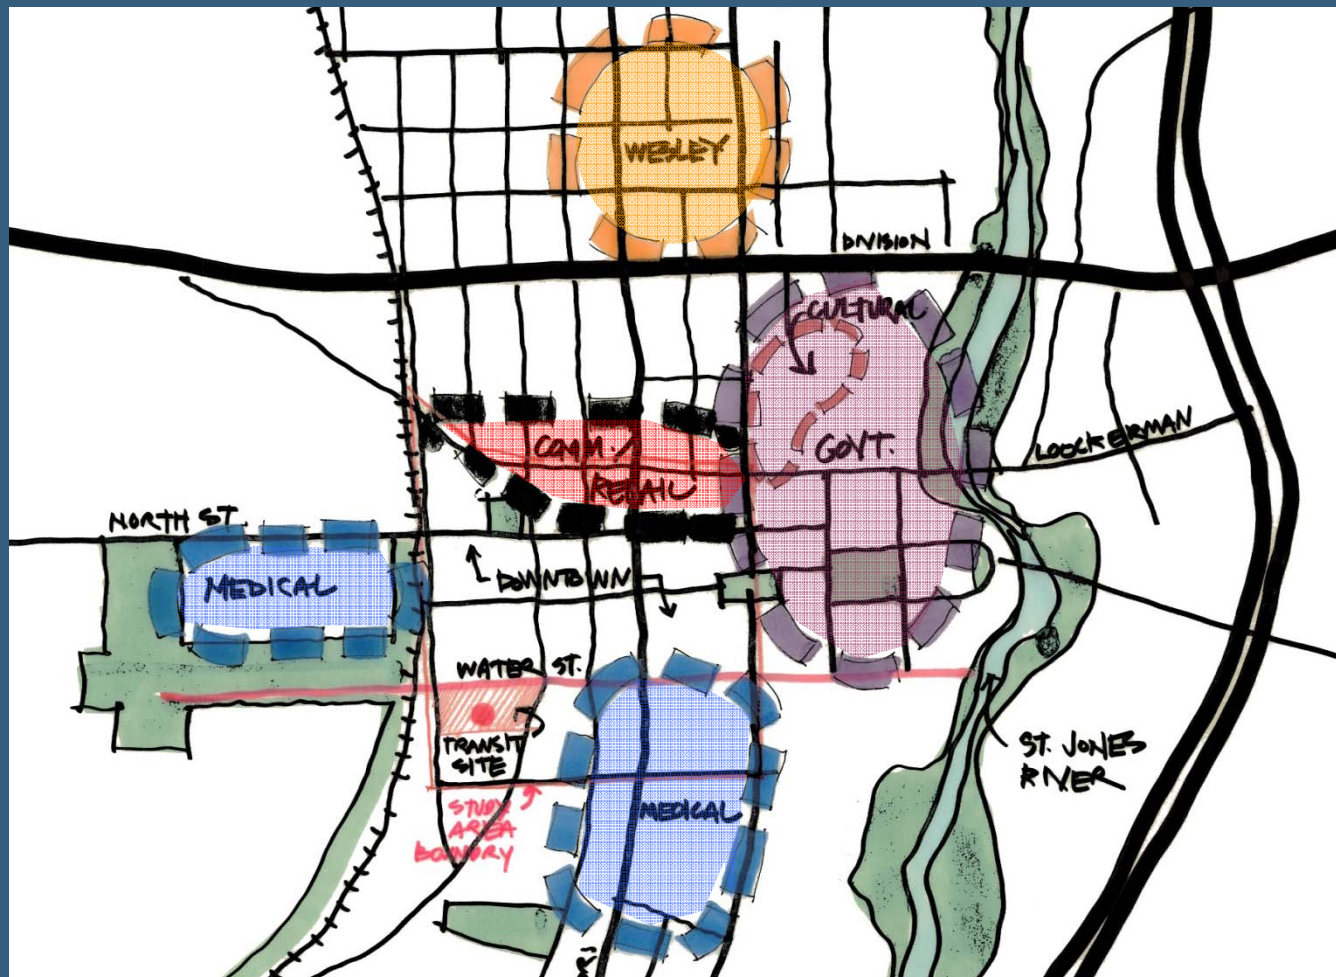 WESLEY
DIVISION
CULTURAL
COMM./
RETAIL
GOVT.
LOOCKERMAN
NORTH ST
MEDICAL
DOWNTOWN
WATER ST.
TRANSIT
SITE
STUDY
AREA
BOUNDRY
MEDICAL
ST. JONES
RIVER